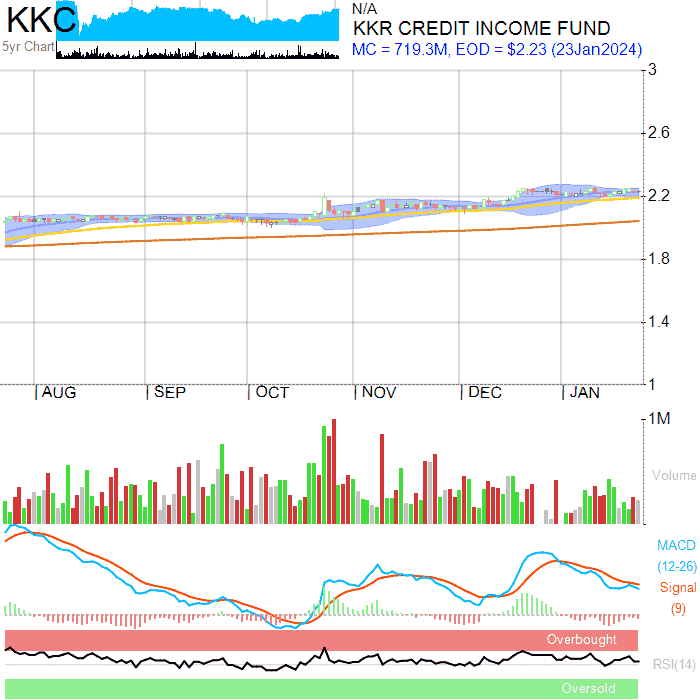 KKC
N/A
KKR CREDIT INCOME FUND
5yr Chart
MC = 719.3M, EOD = $2.23 (23Jan2024)
3
2.6
2.2
1.8
1.4
1
AUG SEP OCT NOV DEC JAN
1M
Volume
MACD
(12-26)
Signal
(9)
Overbought
RSI(14)
Oversold